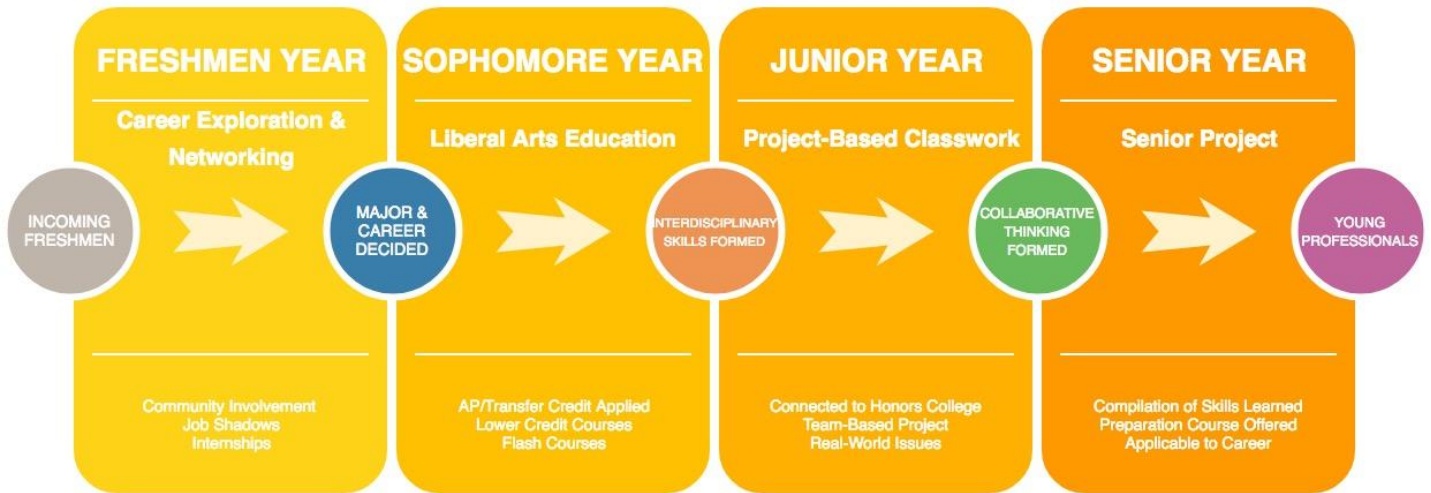 FRESHMEN YEAR
Career Exploration &
Networking
INCOMING
FRESHMEN
Community Involvement
Job Shadows
Internships
MAJOR &
CAREER
DECIDED
SOPHOMORE YEAR
Liberal Arts Education
AP/Transfer Credit Applied
Lower Credit Courses
Flash Courses
INTERDISCIPLINARY
SKILLS FORMED
JUNIOR YEAR
Project-Based Classwork
Connected to Honors College
Team-Based Project
Real-World Issues
COLLABORATIVE
THINKING
FORMED
SENIOR YEAR
Senior Project
Compilation of Skills Learned
Preparation Course Offered
Applicable to Career
YOUNG
PROFESSIONALS